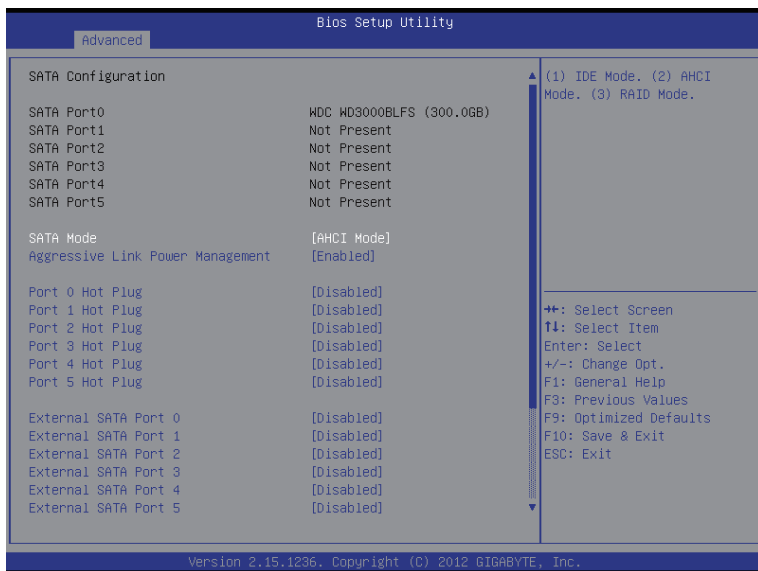 Bios Setup Utility
Advanced
SATA Configuration
SATA Port0 WDC WD3000BLFS (300.0GB)
SATA Port1 Not Present
SATA Port2 Not Present
SATA Port3 Not Present
SATA Port4 Not Present
SATA Port5 Not Present
SATA Mode [AHCI Mode]
Aggressive Link Power Management [Enabled]
Port 0 Hot Plug [Disabled]
Port 1 Hot Plug [Disabled]
Port 2 Hot Plug [Disabled]
Port 3 Hot Plug [Disabled]
Port 4 Hot Plug [Disabled]
Port 5 Hot Plug [Disabled]
External SATA Port 0 [Disabled]
External SATA Port 1 [Disabled]
External SATA Port 2 [Disabled]
External SATA Port 3 [Disabled]
External SATA Port 4 [Disabled]
External SATA Port 5 [Disabled]
(1) IDE Mode. (2) AHCI
Mode. (3) RAID Mode.
→←: Select Screen
↑↓: Select Item
Enter: Select
+/-: Change Opt.
F1: General Help
F3: Previous Values
F9: Optimized Defaults
F10: Save & Exit
ESC: Exit
Version 2.15.1236. Copyright (C) 2012 GIGABYTE, Inc.